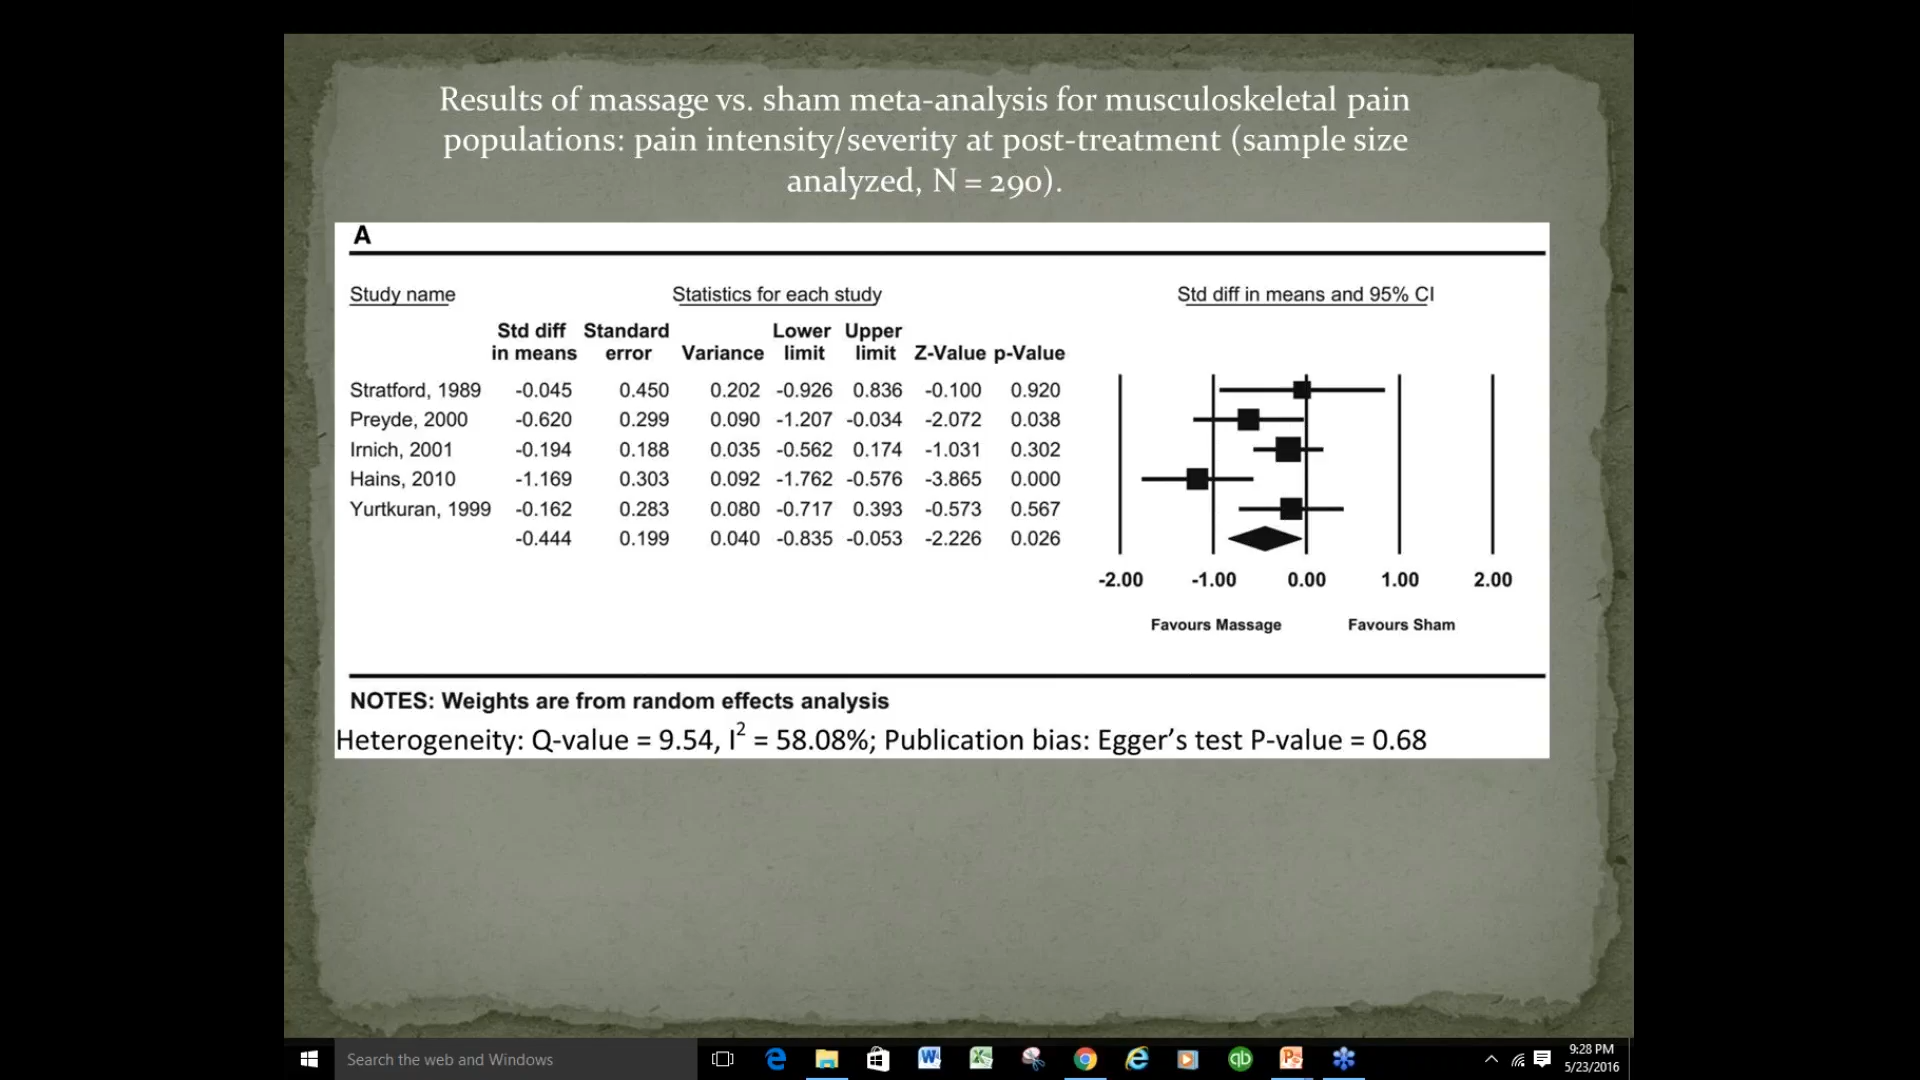 Results of massage vs. sham meta-analysis for musculoskeletal pain
populations: pain intensity/severity at post-treatment (sample size
analyzed, N = 290).
A
Study name Statistics for each study Std diff in means and 95% CI
Std diff Standard Lower Upper
in means error Variance limit limit Z-Value p-Value
Stratford, 1989 -0.045 0.450 0.202 -0.926 0.836 -0.100 0.920
Preyde, 2000 -0.620 0.299 0.090 -1.207 -0.034 -2.072 0.038
Irnich, 2001 -0.194 0.188 0.035 -0.562 0.174 -1.031 0.302
Hains, 2010 -1.169 0.303 0.092 -1.762 -0.576 -3.865 0.000
Yurtkuran, 1999 -0.162 0.283 0.080 -0.717 0.393 -0.573 0.567
-0.444 0.199 0.040 -0.835 -0.053 -2.226 0.026
-2.00 -1.00 0.00 1.00 2.00
Favours Massage Favours Sham
NOTES: Weights are from random effects analysis
Heterogeneity: Q-value = 9.54, I² = 58.08%; Publication bias: Egger’s test P-value = 0.68
Search the web and Windows
9:28 PM
5/23/2016